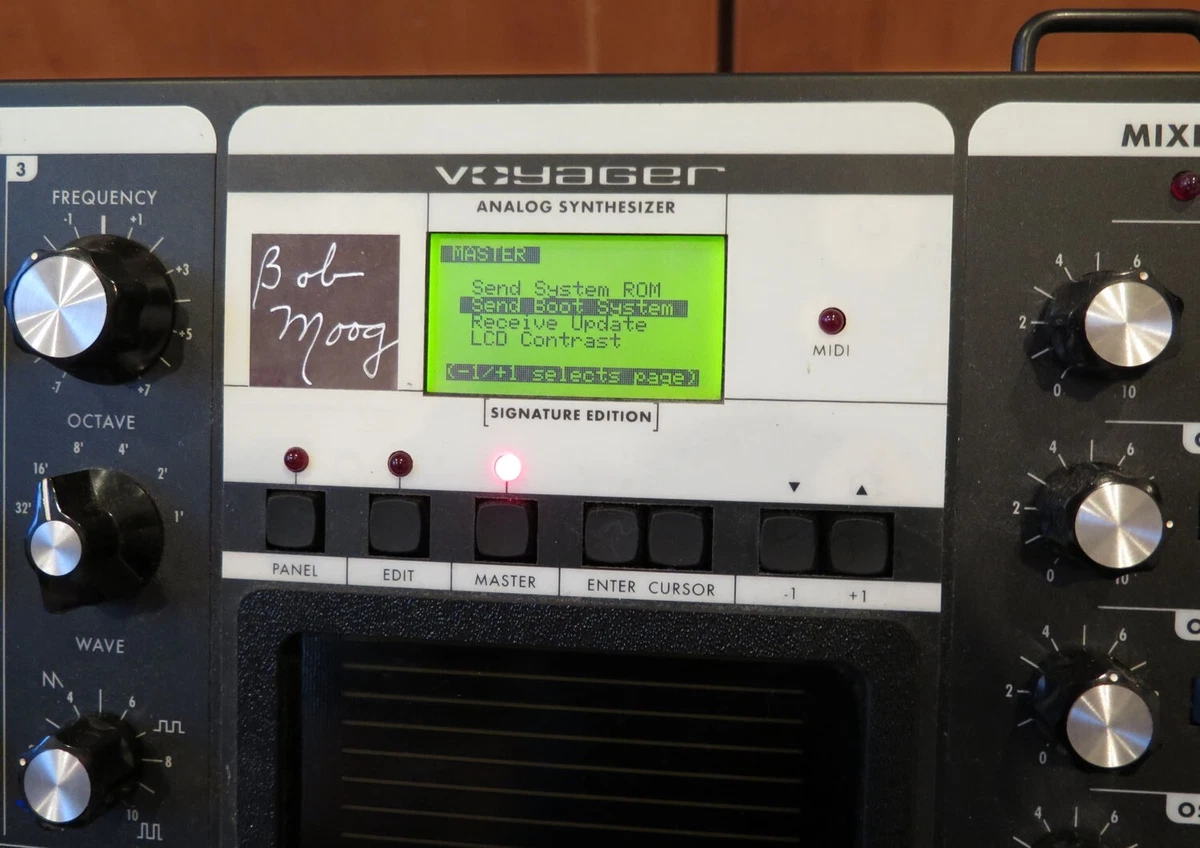 3
FREQUENCY
-1 +1
+3
+5
-7 +7
OCTAVE
8' 4'
16' 2'
32' 1'
WAVE
4 6
8
10
VOYAGER
ANALOG SYNTHESIZER
Bob
Moog
MASTER
Send System ROM
Send Boot System
Receive Update
LCD Contrast
(-1/+1 selects page)
SIGNATURE EDITION
MIDI
PANEL
EDIT
MASTER
ENTER CURSOR
-1 +1
4 6
2
0 10
4 6
2
0 10
4 6
2
0
4 6